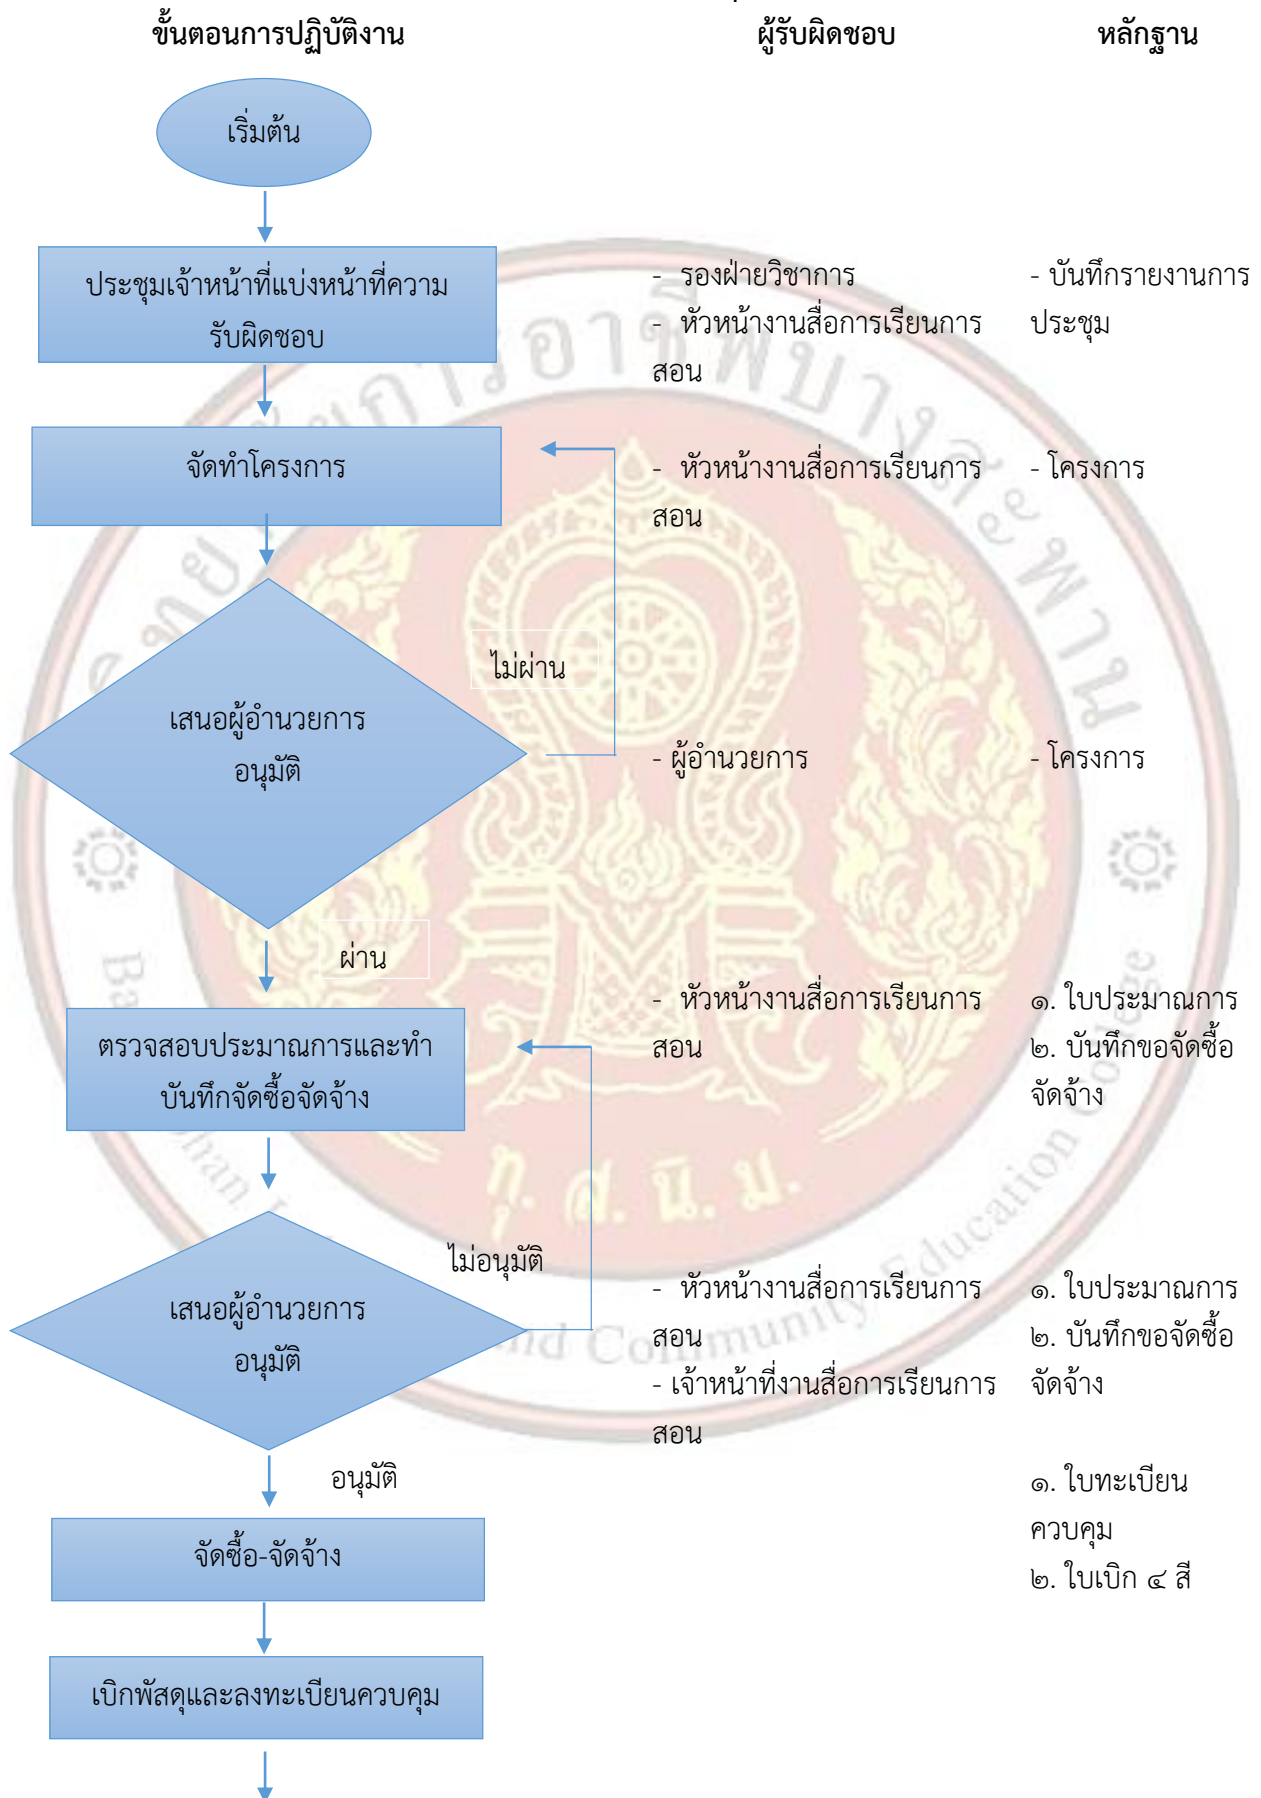 ขั้นตอนการปฏิบัติงาน ผู้รับผิดชอบ หลักฐาน
เริ่มต้น
ประชุมเจ้าหน้าที่แบ่งหน้าที่ความ
รับผิดชอบ
- รองฝ่ายวิชาการ
- หัวหน้างานสื่อการเรียนการ
สอน
- บันทึกรายงานการ
ประชุม
จัดทำโครงการ
- หัวหน้างานสื่อการเรียนการ
สอน
- โครงการ
ไม่ผ่าน
เสนอผู้อำนวยการ
อนุมัติ
- ผู้อำนวยการ
- โครงการ
ผ่าน
ตรวจสอบประมาณการและทำ
บันทึกจัดซื้อจัดจ้าง
- หัวหน้างานสื่อการเรียนการ
สอน
๑. ใบประมาณการ
๒. บันทึกขอจัดซื้อ
จัดจ้าง
ไม่อนุมัติ
เสนอผู้อำนวยการ
อนุมัติ
- หัวหน้างานสื่อการเรียนการ
สอน
- เจ้าหน้าที่งานสื่อการเรียนการ
สอน
๑. ใบประมาณการ
๒. บันทึกขอจัดซื้อ
จัดจ้าง
อนุมัติ
จัดซื้อ-จัดจ้าง
๑. ใบทะเบียน
ควบคุม
๒. ใบเบิก ๔ สี
เบิกพัสดุและลงทะเบียนควบคุม
ทุ. ส. นิ. ม.
and Community Education College